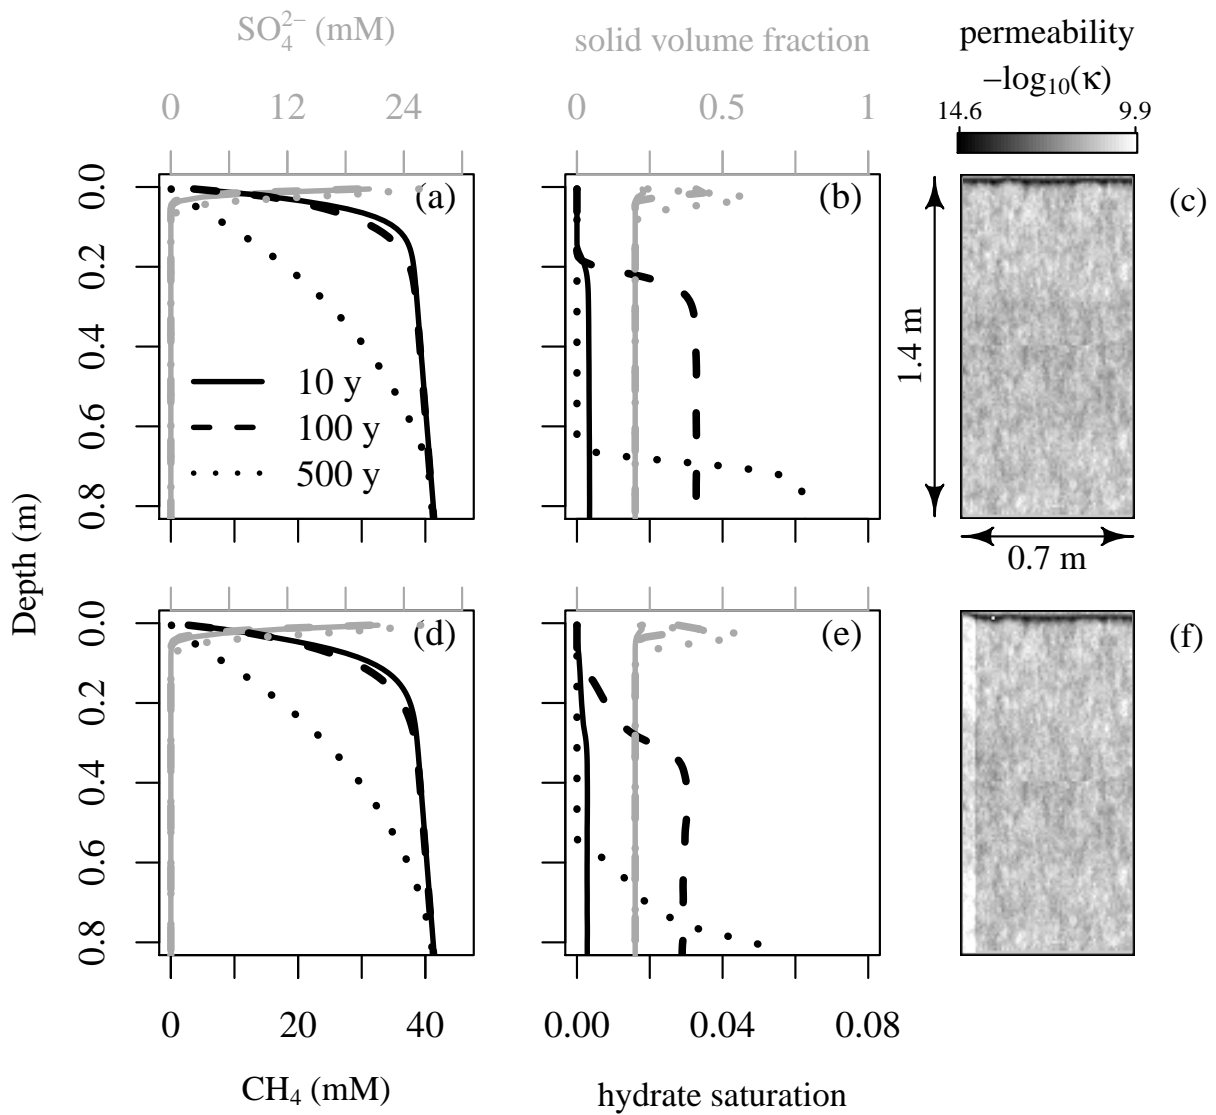 SO₄²⁻ (mM)
solid volume fraction
permeability
−log₁₀(κ)
0 12 24
0 0.5 1
14.6 9.9
0.0 0.2 0.4 0.6 0.8
(a)
10 y
100 y
500 y
(b)
(c)
1.4 m
0.7 m
Depth (m)
0.0 0.2 0.4 0.6 0.8
(d)
(e)
(f)
0 20 40
0.00 0.04 0.08
CH₄ (mM)
hydrate saturation